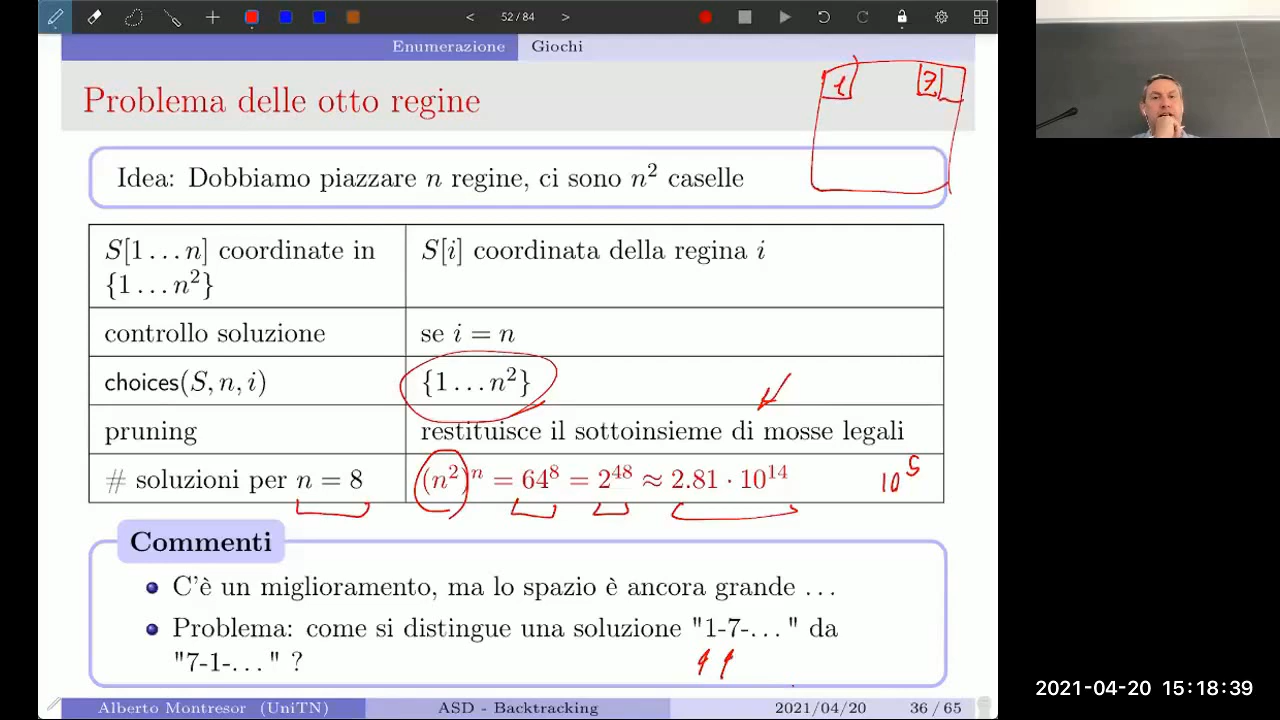 52 / 84
Enumerazione Giochi
Problema delle otto regine
1 7
Idea: Dobbiamo piazzare n regine, ci sono n² caselle
S[1 … n] coordinate in {1 … n²} S[i] coordinata della regina i
controllo soluzione se i = n
choices(S, n, i) {1 … n²}
pruning restituisce il sottoinsieme di mosse legali
# soluzioni per n = 8 (n²)ⁿ = 64⁸ = 2⁴⁸ ≈ 2.81 · 10¹⁴ 10⁵
Commenti
C'è un miglioramento, ma lo spazio è ancora grande …
Problema: come si distingue una soluzione "1-7-…" da
"7-1-…" ?
Alberto Montresor (UniTN) ASD - Backtracking 2021/04/20 36 / 65
2021-04-20 15:18:39